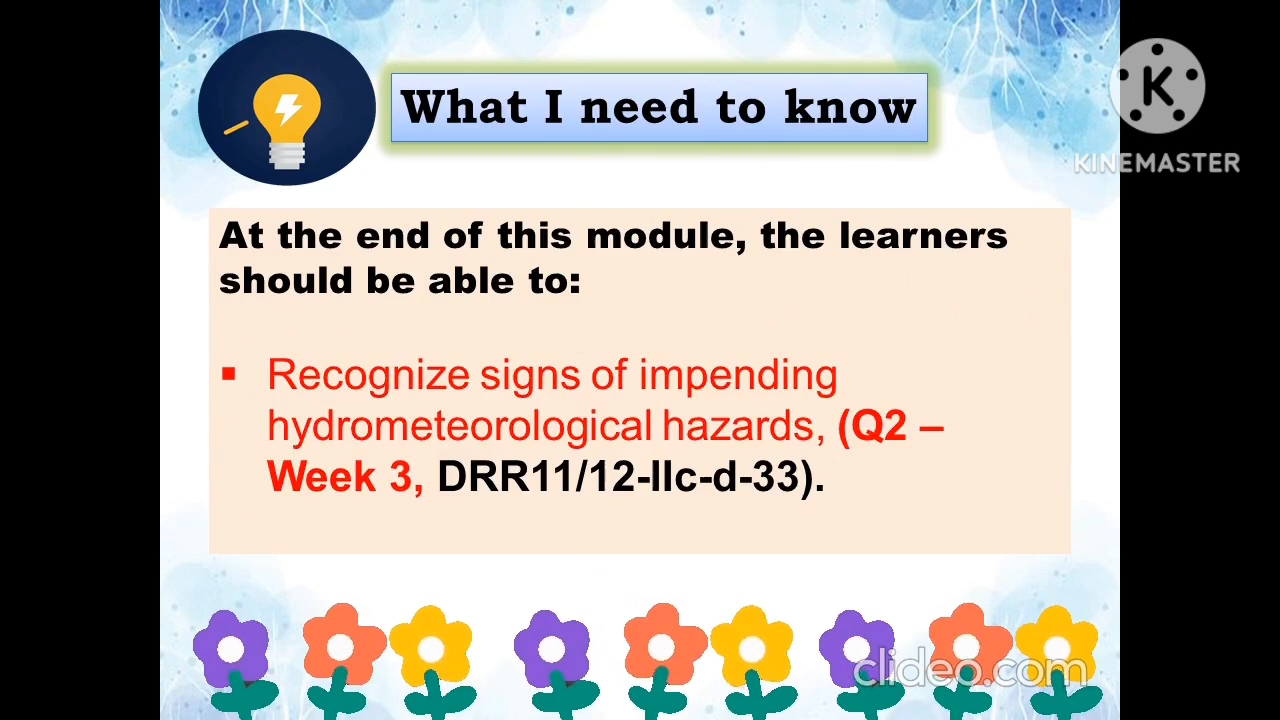 What I need to know
K
KINEMASTER
At the end of this module, the learners
should be able to:
▪ Recognize signs of impending
hydrometeorological hazards, (Q2 –
Week 3, DRR11/12-IIc-d-33).
clideo.com